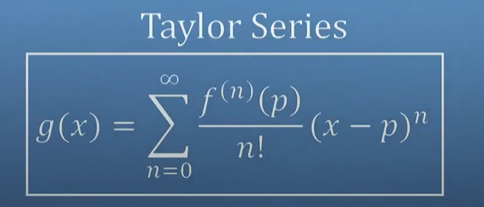 Taylor Series
g(x) = ∞ ∑ n=0 f^(n)(p) / n! (x − p)^n